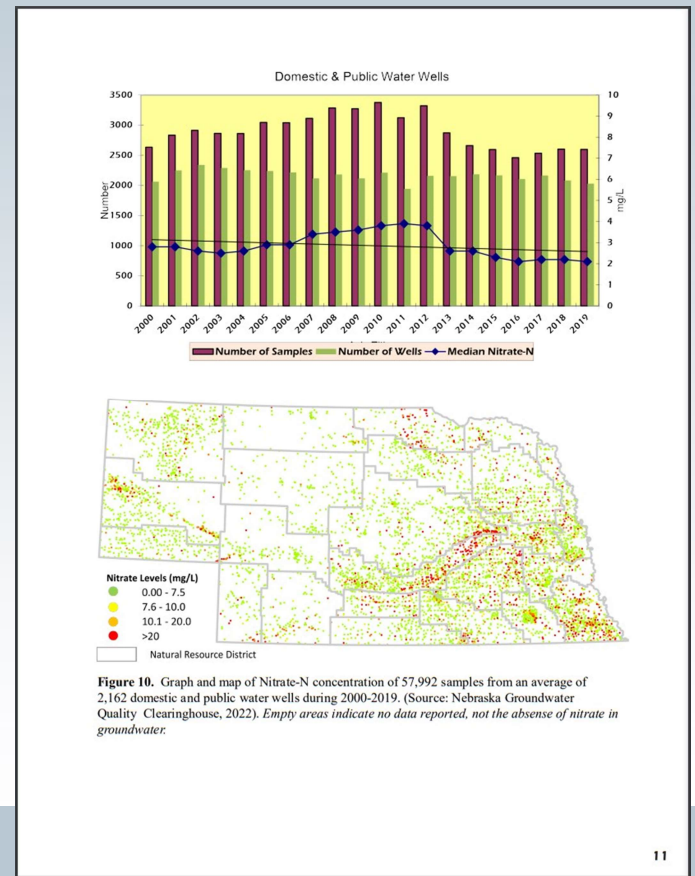 Domestic & Public Water Wells
3500
3000
2500
2000
1500
1000
500
0
Number
10
9
8
7
6
5
4
3
2
1
0
mg/L
2000 2001 2002 2003 2004 2005 2006 2007 2008 2009 2010 2011 2012 2013 2014 2015 2016 2017 2018 2019
Number of Samples Number of Wells Median Nitrate-N
Nitrate Levels (mg/L)
0.00 - 7.5
7.6 - 10.0
10.1 - 20.0
>20
Natural Resource District
Figure 10. Graph and map of Nitrate-N concentration of 57,992 samples from an average of
2,162 domestic and public water wells during 2000-2019. (Source: Nebraska Groundwater
Quality Clearinghouse, 2022). Empty areas indicate no data reported, not the absense of nitrate in
groundwater.
11